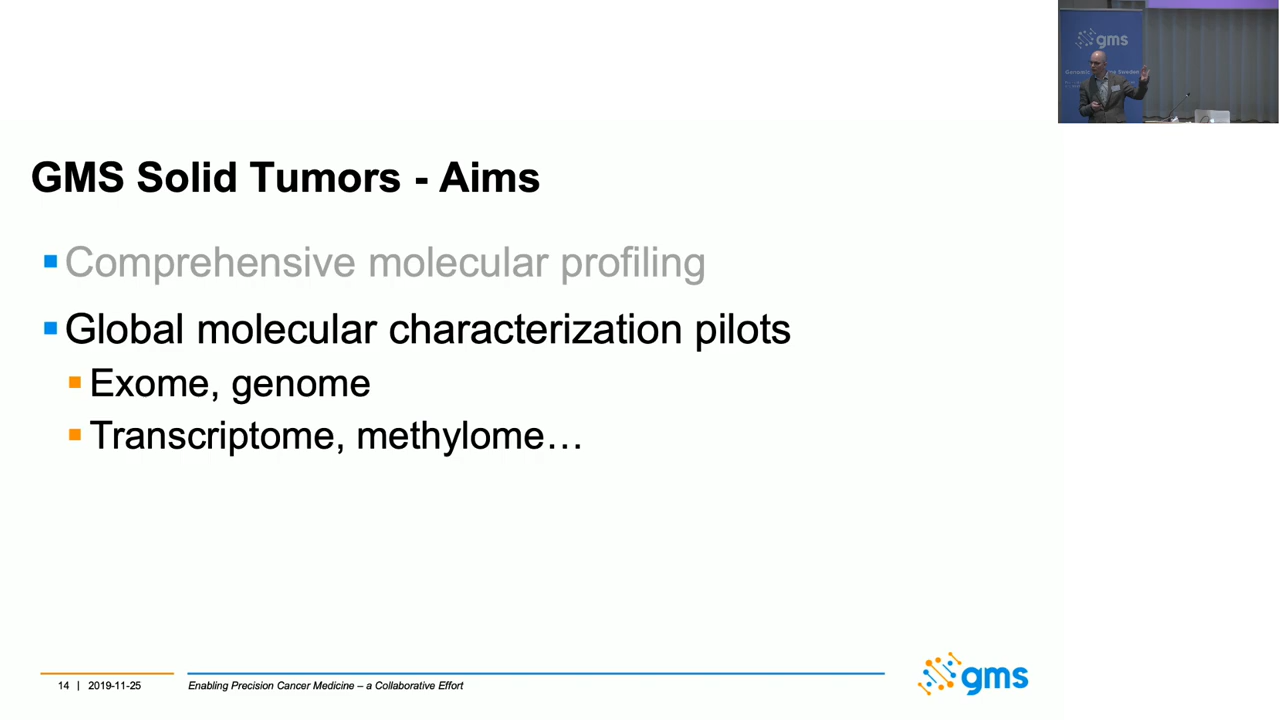 gms
GMS Solid Tumors - Aims
Comprehensive molecular profiling
Global molecular characterization pilots
Exome, genome
Transcriptome, methylome…
14 | 2019-11-25
Enabling Precision Cancer Medicine – a Collaborative Effort
gms